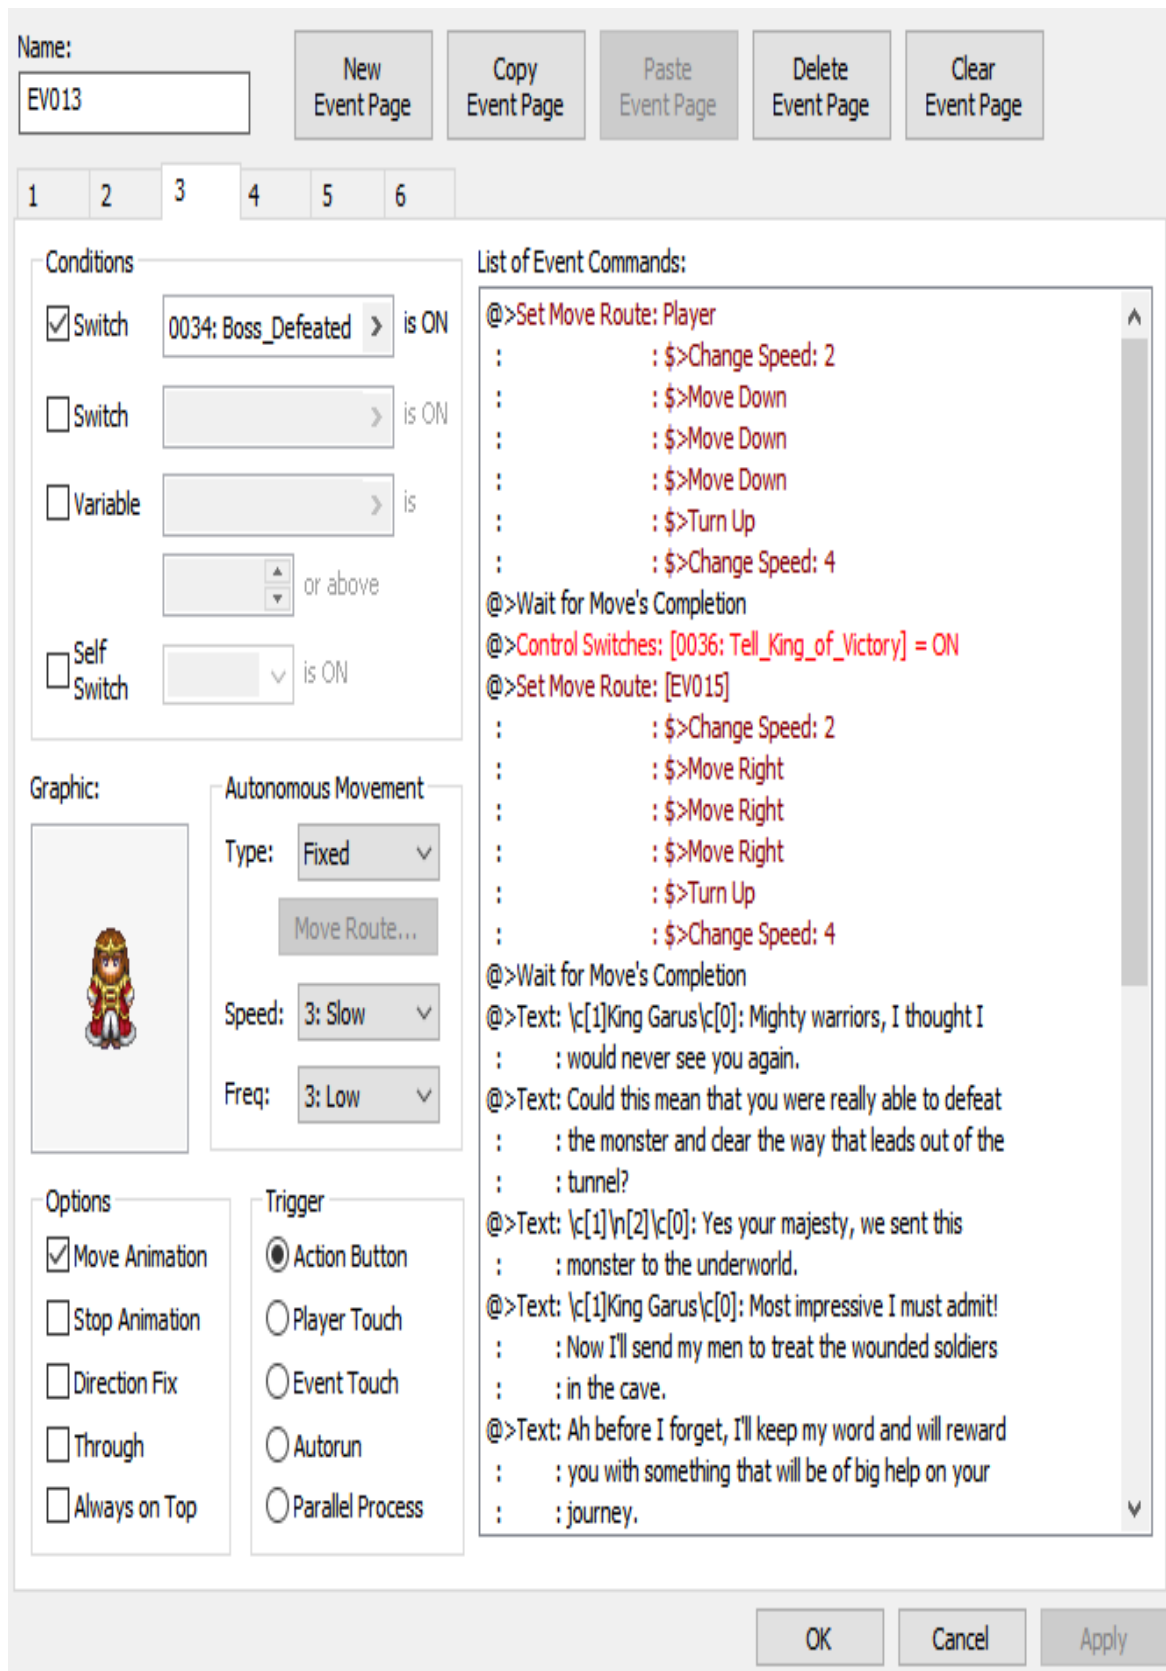 Name:
EV013
New
Event Page
Copy
Event Page
Paste
Event Page
Delete
Event Page
Clear
Event Page
1 2 3 4 5 6
Conditions
Switch 0034: Boss_Defeated > is ON
Switch > is ON
Variable > is
or above
Self
Switch is ON
Graphic:
Autonomous Movement
Type: Fixed
Move Route...
Speed: 3: Slow
Freq: 3: Low
Options
Move Animation
Stop Animation
Direction Fix
Through
Always on Top
Trigger
Action Button
Player Touch
Event Touch
Autorun
Parallel Process
List of Event Commands:
@>Set Move Route: Player
: : $>Change Speed: 2
: : $>Move Down
: : $>Move Down
: : $>Move Down
: : $>Turn Up
: : $>Change Speed: 4
@>Wait for Move's Completion
@>Control Switches: [0036: Tell_King_of_Victory] = ON
@>Set Move Route: [EV015]
: : $>Change Speed: 2
: : $>Move Right
: : $>Move Right
: : $>Move Right
: : $>Turn Up
: : $>Change Speed: 4
@>Wait for Move's Completion
@>Text: \c[1]King Garus\c[0]: Mighty warriors, I thought I
: : would never see you again.
@>Text: Could this mean that you were really able to defeat
: : the monster and clear the way that leads out of the
: : tunnel?
@>Text: \c[1]\n[2]\c[0]: Yes your majesty, we sent this
: : monster to the underworld.
@>Text: \c[1]King Garus\c[0]: Most impressive I must admit!
: : Now I'll send my men to treat the wounded soldiers
: : in the cave.
@>Text: Ah before I forget, I'll keep my word and will reward
: : you with something that will be of big help on your
: : journey.
OK
Cancel
Apply